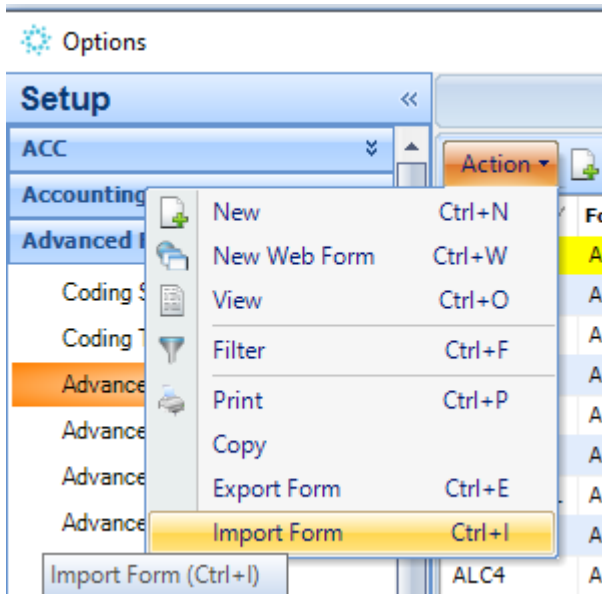 Options
Setup
ACC
Action
Accounting
New Ctrl+N
Advanced
New Web Form Ctrl+W
Coding
View Ctrl+O
Coding
Filter Ctrl+F
Advance
Print Ctrl+P
Advance
Copy
Advance
Export Form Ctrl+E
Advance
Import Form Ctrl+I
Import Form (Ctrl+I)
ALC4